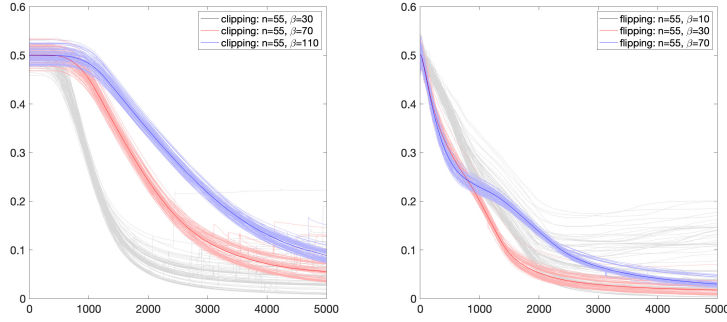 0.6
0.5
0.4
0.3
0.2
0.1
0
0 1000 2000 3000 4000 5000
clipping: n=55, β=30
clipping: n=55, β=70
clipping: n=55, β=110
0.6
0.5
0.4
0.3
0.2
0.1
0
0 1000 2000 3000 4000 5000
flipping: n=55, β=10
flipping: n=55, β=30
flipping: n=55, β=70